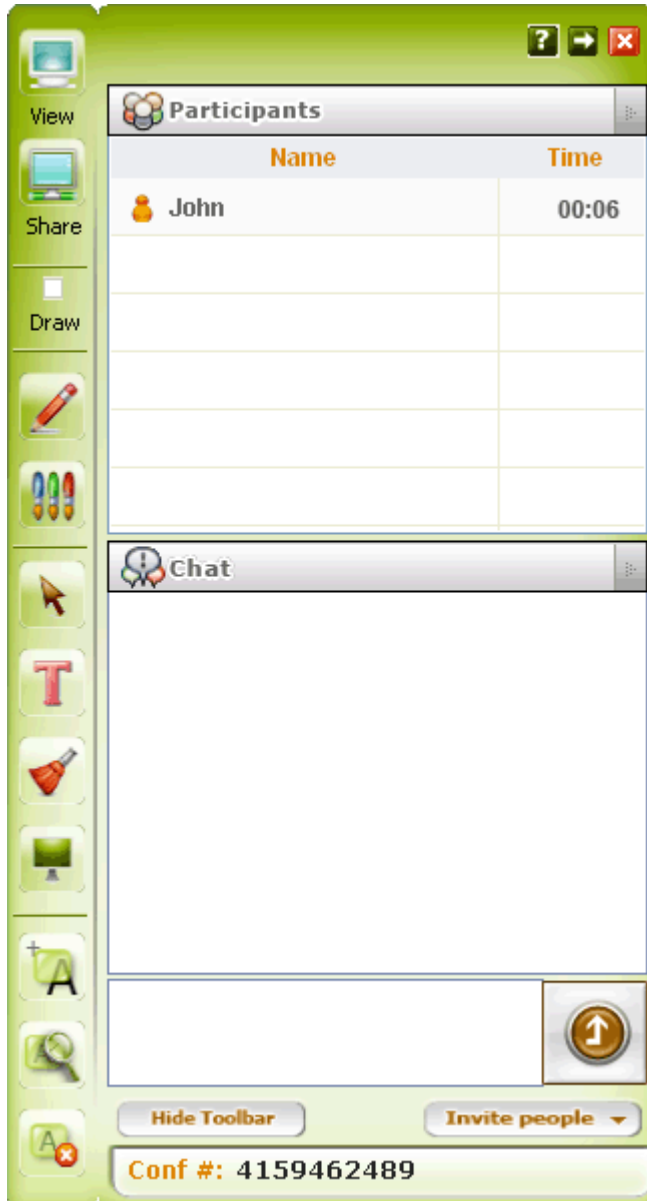 ?
View
Participants
Name Time
John 00:06
Share
Draw
Chat
T
A
A
A
Hide Toolbar Invite people
Conf #: 4159462489